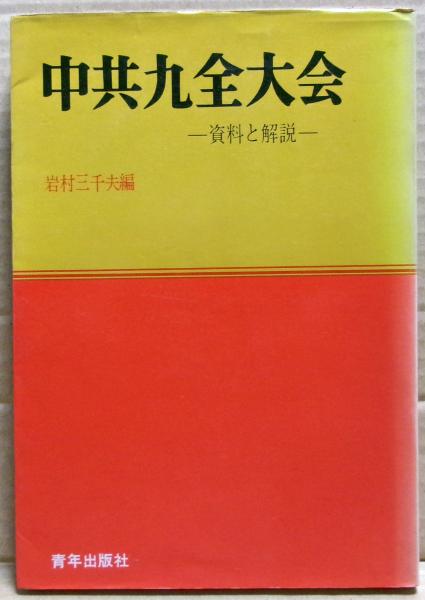 中共九全大会
—資料と解説—
岩村三千夫編
青年出版社